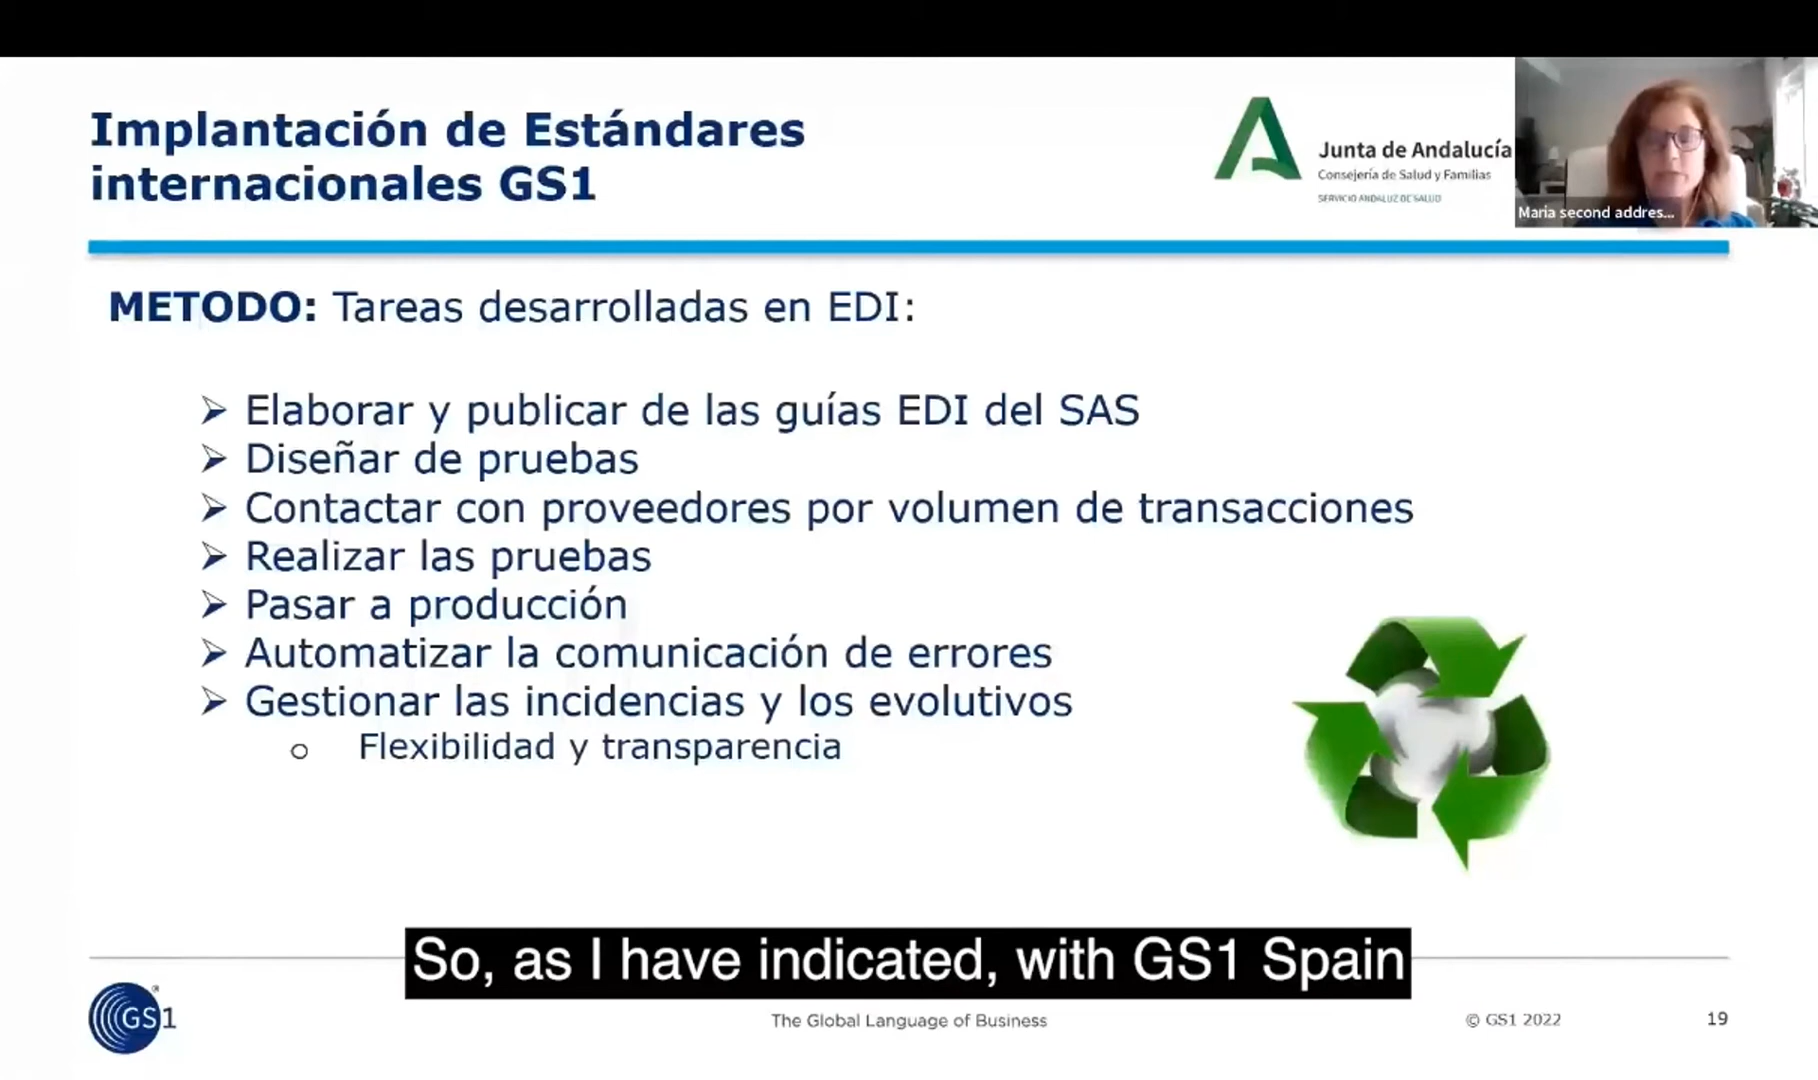 Implantación de Estándares
internacionales GS1
Junta de Andalucía
Consejería de Salud y Familias
SERVICIO ANDALUZ DE SALUD
Maria second addres...
METODO: Tareas desarrolladas en EDI:
Elaborar y publicar de las guías EDI del SAS
Diseñar de pruebas
Contactar con proveedores por volumen de transacciones
Realizar las pruebas
Pasar a producción
Automatizar la comunicación de errores
Gestionar las incidencias y los evolutivos
Flexibilidad y transparencia
So, as I have indicated, with GS1 Spain
GS1
The Global Language of Business
© GS1 2022
19